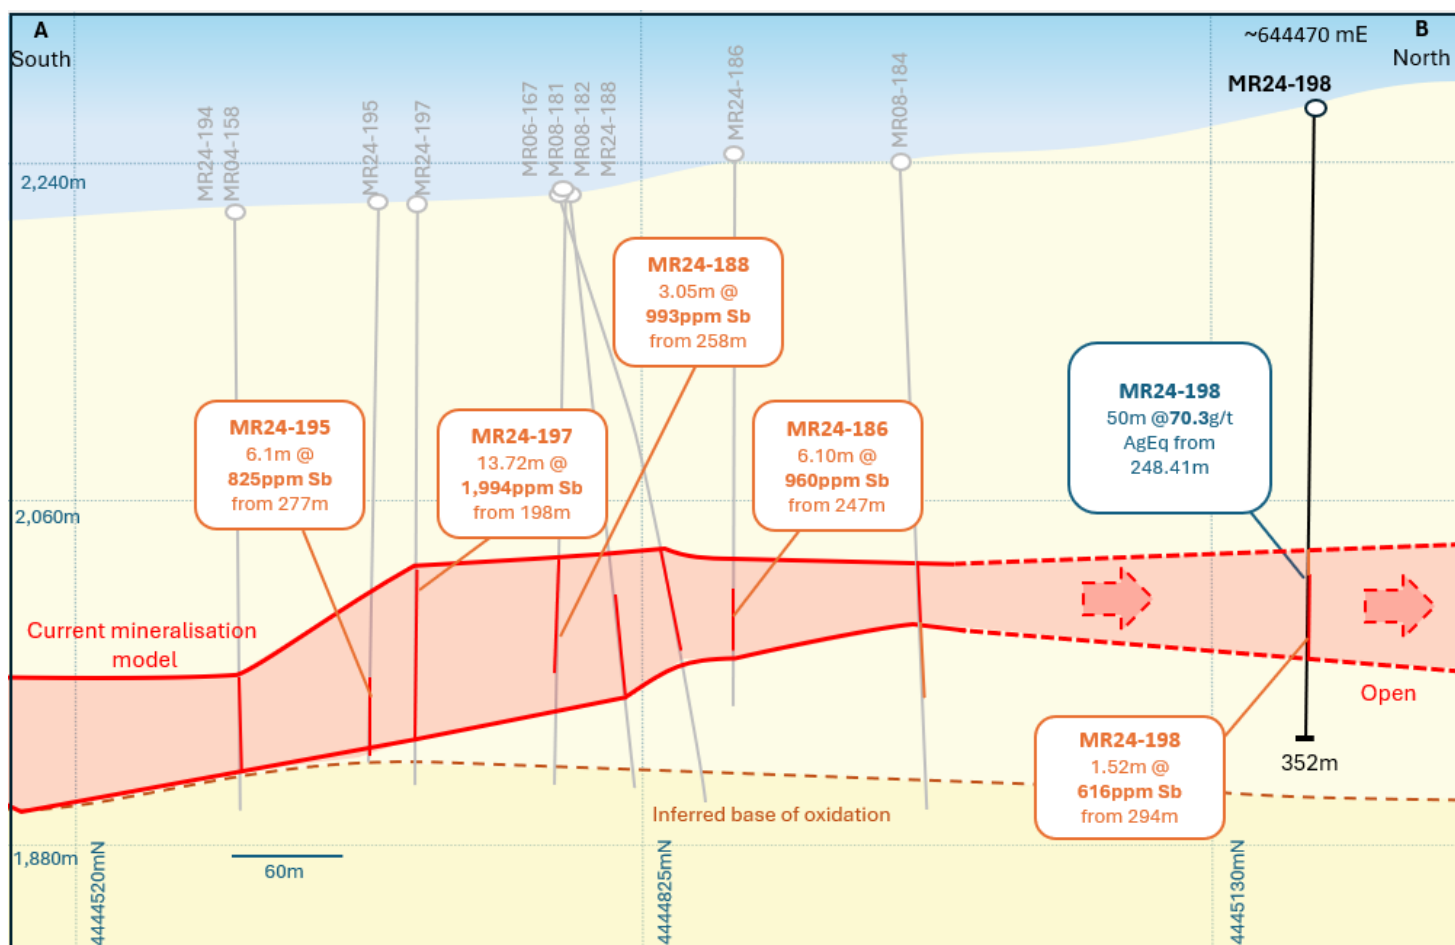 A
South
~644470 mE
B
North
MR24-198
MR24-194
MR04-158
MR24-195
MR24-197
MR06-167
MR08-181
MR08-182
MR24-188
MR24-186
MR08-184
2,240m
MR24-188
3.05m @
993ppm Sb
from 258m
MR24-195
6.1m @
825ppm Sb
from 277m
MR24-197
13.72m @
1,994ppm Sb
from 198m
MR24-186
6.10m @
960ppm Sb
from 247m
MR24-198
50m @70.3g/t
AgEq from
248.41m
2,060m
Current mineralisation
model
Open
MR24-198
1.52m @
616ppm Sb
from 294m
352m
Inferred base of oxidation
1,880m
60m
4444520mN
4444825mN
4445130mN